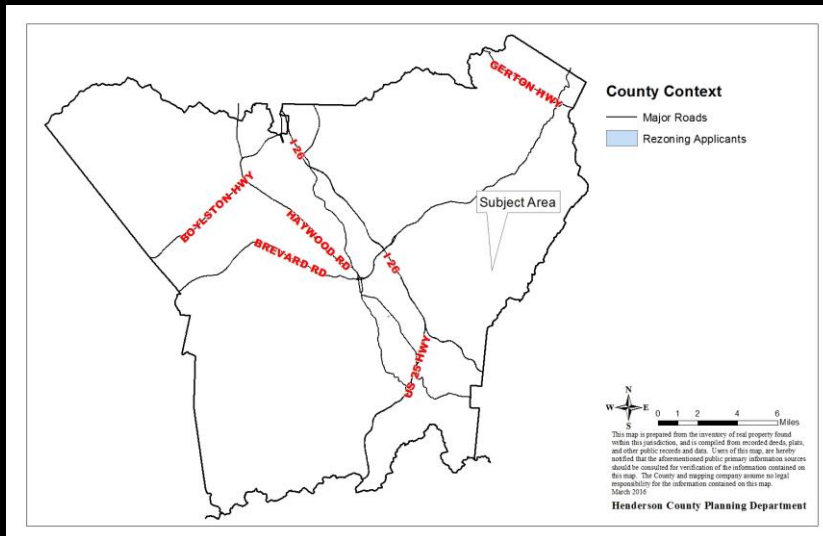 GERTON HWY
County Context
Major Roads
Rezoning Applicants
I-26
Subject Area
BOYLSTON HWY
HAYWOOD RD
BREVARD RD
I-26
US 25 HWY
N
W E
S
0 1 2 4 6
Miles
This map is prepared from the inventory of real property found
within this jurisdiction, and is compiled from recorded deeds, plats,
and other public records and data. Users of this map, are hereby
notified that the aforementioned public primary information sources
should be consulted for verification of the information contained on
this map. The County and mapping company assume no legal
responsibility for the information contained on this map.
March 2016
Henderson County Planning Department